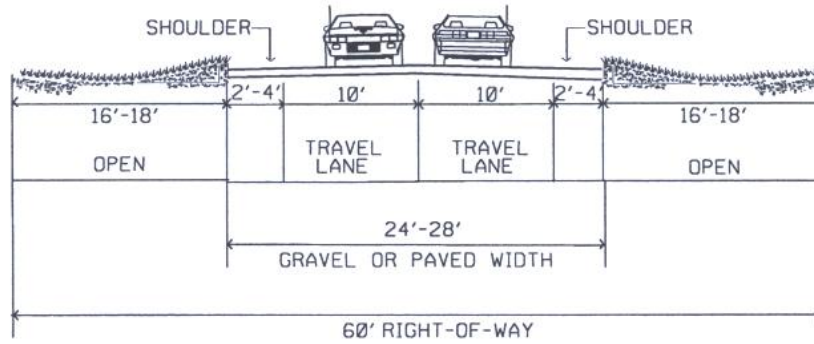 SHOULDER SHOULDER
2'-4' 10' 10' 2'-4'
16'-18' 16'-18'
OPEN TRAVEL LANE TRAVEL LANE OPEN
24'-28'
GRAVEL OR PAVED WIDTH
60' RIGHT-OF-WAY